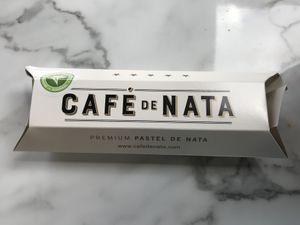 CAFÉ DE NATA
PREMIUM PASTEL DE NATA
www.cafedenata.com